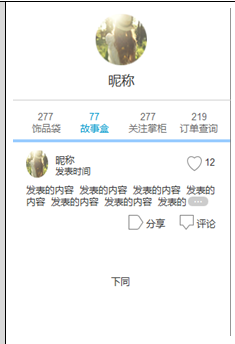 昵称
277 77 277 219
饰品袋 故事盒 关注掌柜 订单查询
昵称 12
发表时间
发表的内容 发表的内容 发表的内容 发表的
内容 发表的内容 发表的内容 发表的 ...
分享 评论
下同